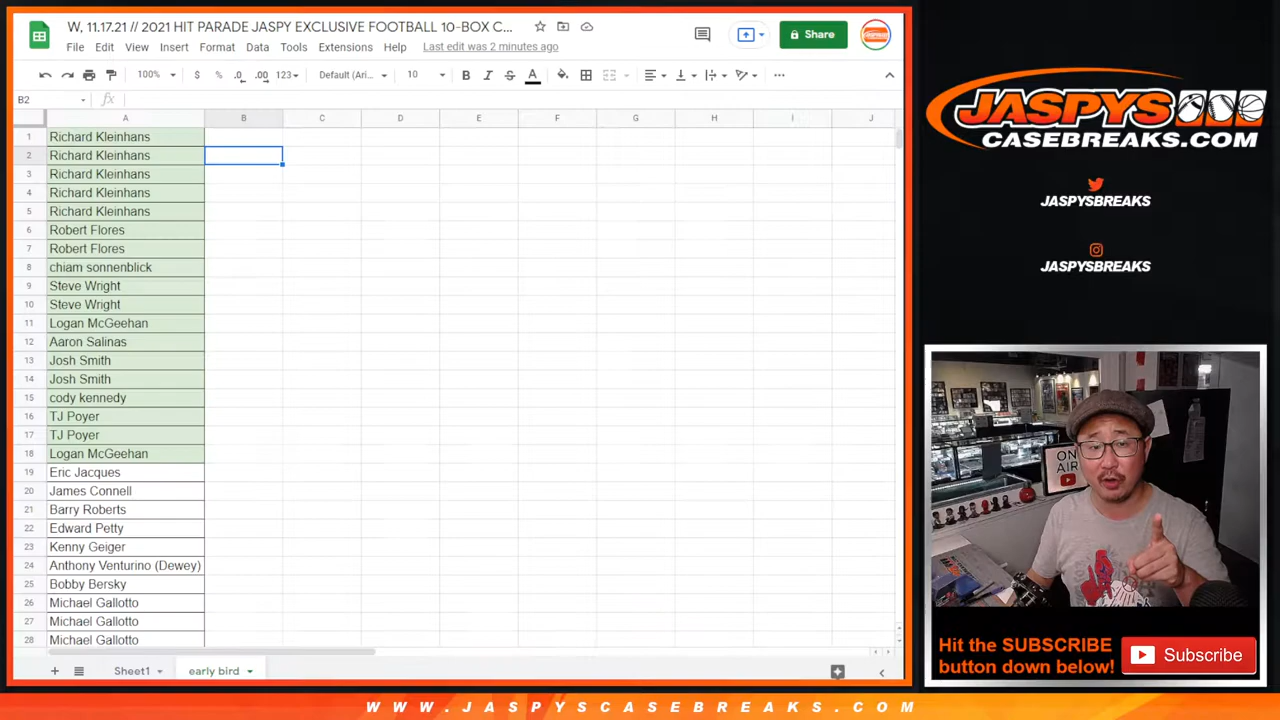 W, 11.17.21 // 2021 HIT PARADE JASPY EXCLUSIVE FOOTBALL 10-BOX C...
File Edit View Insert Format Data Tools Extensions Help Last edit was 2 minutes ago
Share
100% $ % .0 .00 123 Default (Ari... 10 B I S A
B2 fx
A B C D E F G H I J
1 Richard Kleinhans
2 Richard Kleinhans
3 Richard Kleinhans
4 Richard Kleinhans
5 Richard Kleinhans
6 Robert Flores
7 Robert Flores
8 chiam sonnenblick
9 Steve Wright
10 Steve Wright
11 Logan McGeehan
12 Aaron Salinas
13 Josh Smith
14 Josh Smith
15 cody kennedy
16 TJ Poyer
17 TJ Poyer
18 Logan McGeehan
19 Eric Jacques
20 James Connell
21 Barry Roberts
22 Edward Petty
23 Kenny Geiger
24 Anthony Venturino (Dewey)
25 Bobby Bersky
26 Michael Gallotto
27 Michael Gallotto
28 Michael Gallotto
Sheet1 early bird
JASPYS
CASEBREAKS.COM
JASPYSBREAKS
JASPYSBREAKS
ON
AIR
Hit the SUBSCRIBE
button down below!
Subscribe
WWW.JASPYSCASEBREAKS.COM